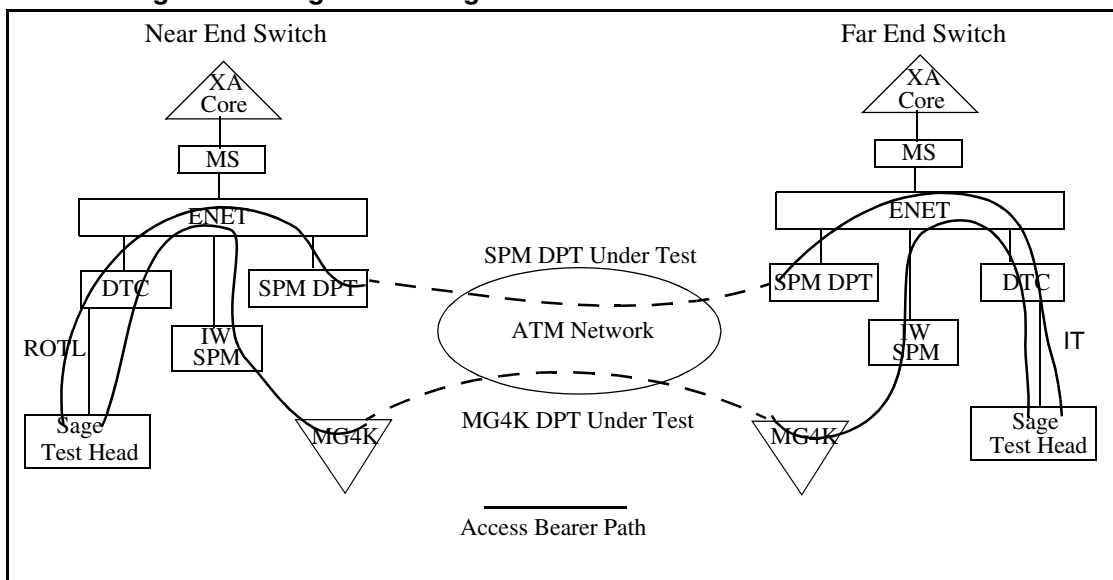 Near End Switch
Far End Switch
XA
Core
XA
Core
MS
MS
ENET
ENET
SPM DPT Under Test
DTC
SPM DPT
SPM DPT
DTC
ATM Network
ROTL
IW
SPM
IW
SPM
IT
MG4K DPT Under Test
Sage
Test Head
MG4K
MG4K
Sage
Test Head
Access Bearer Path